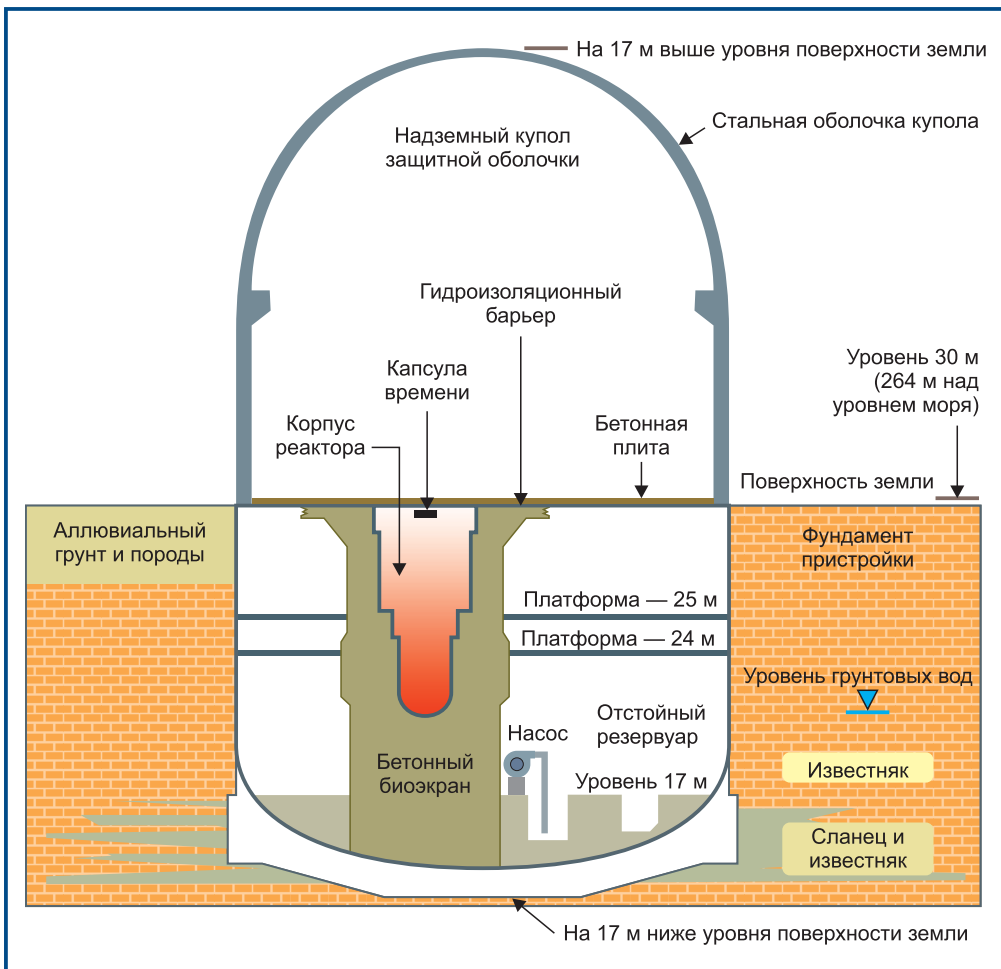 На 17 м выше уровня поверхности земли
Стальная оболочка купола
Надземный купол
защитной оболочки
Гидроизоляционный
барьер
Капсула
времени
Корпус
реактора
Бетонная
плита
Уровень 30 м
(264 м над
уровнем моря)
Поверхность земли
Аллювиальный
грунт и породы
Фундамент
пристройки
Платформа — 25 м
Платформа — 24 м
Уровень грунтовых вод
Отстойный
резервуар
Насос
Бетонный
биоэкран
Уровень 17 м
Известняк
Сланец и
известняк
На 17 м ниже уровня поверхности земли